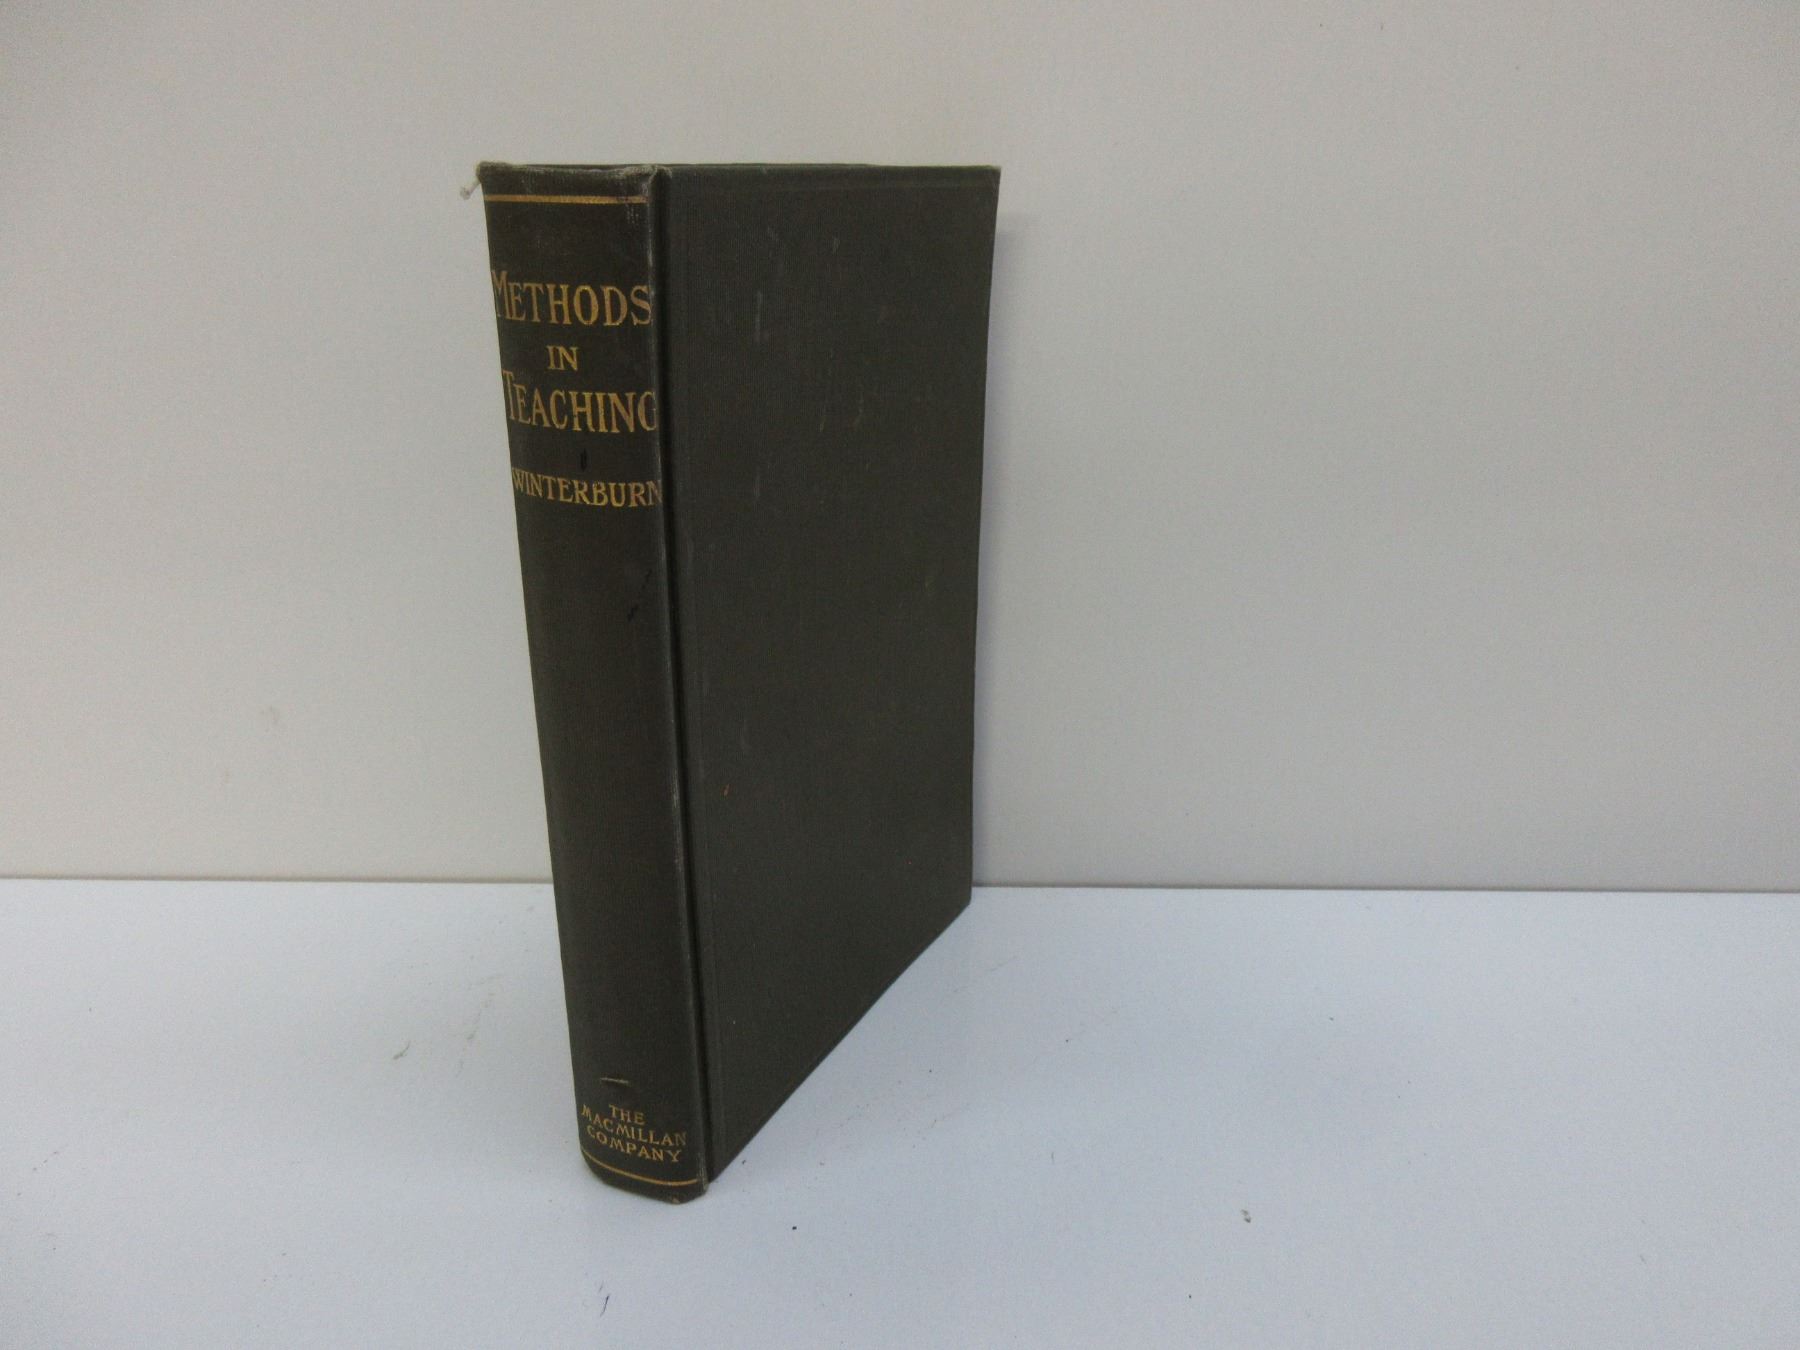 METHODS
IN
TEACHING
WINTERBURN
THE
MACMILLAN
COMPANY